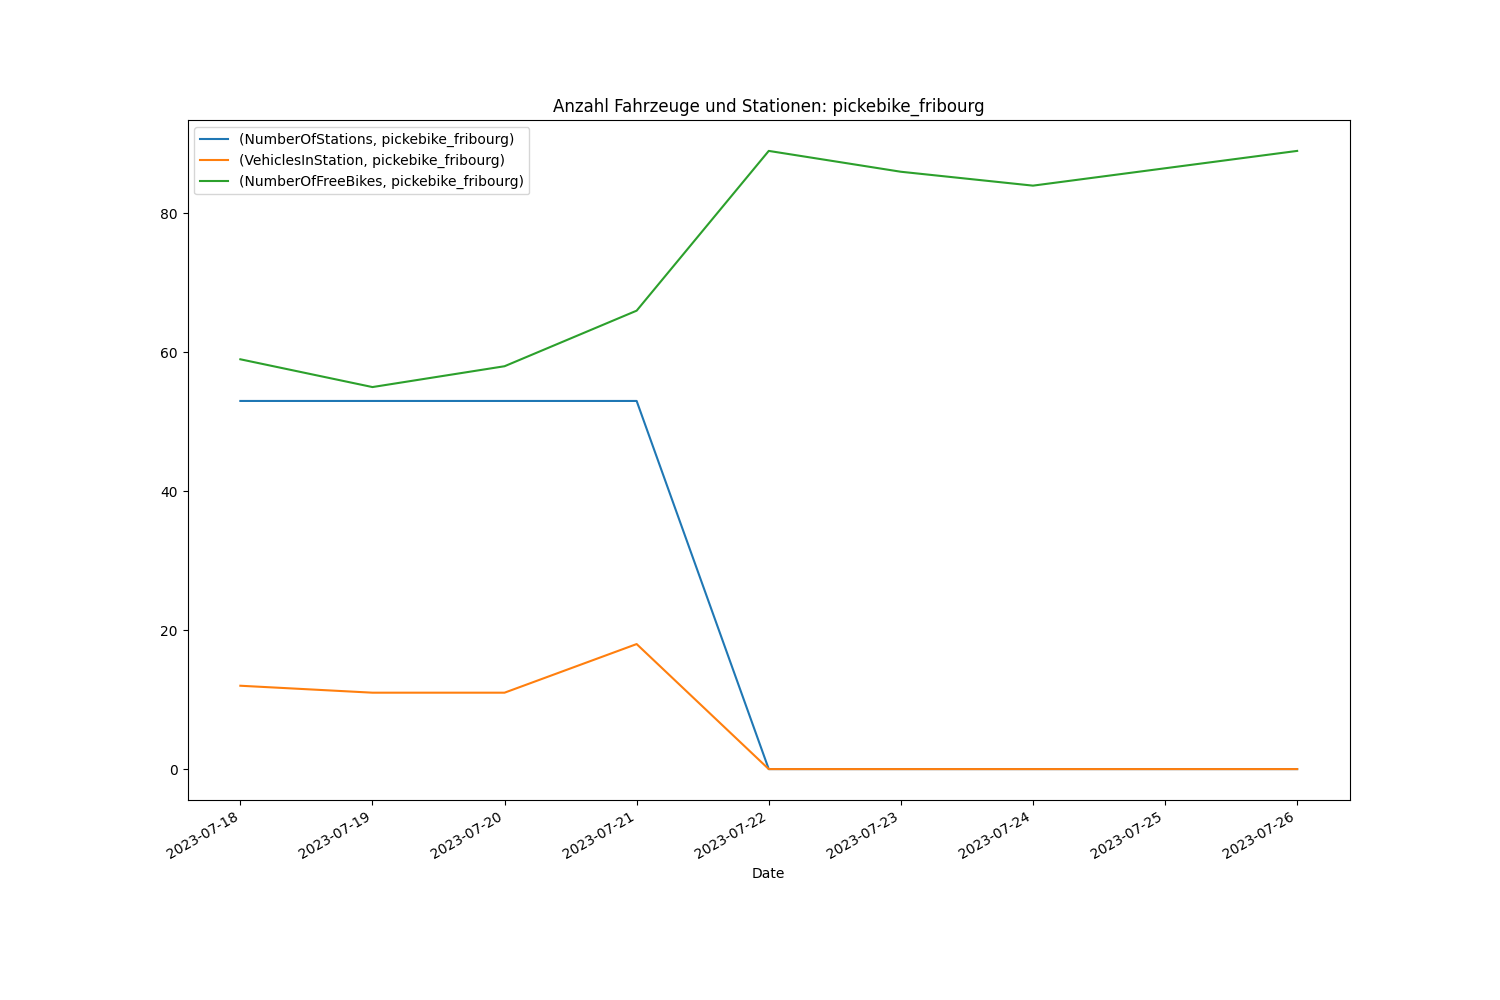 Anzahl Fahrzeuge und Stationen: pickebike_fribourg
(NumberOfStations, pickebike_fribourg)
(VehiclesInStation, pickebike_fribourg)
(NumberOfFreeBikes, pickebike_fribourg)
80
60
40
20
0
2023-07-18
2023-07-19
2023-07-20
2023-07-21
2023-07-22
2023-07-23
2023-07-24
2023-07-25
2023-07-26
Date